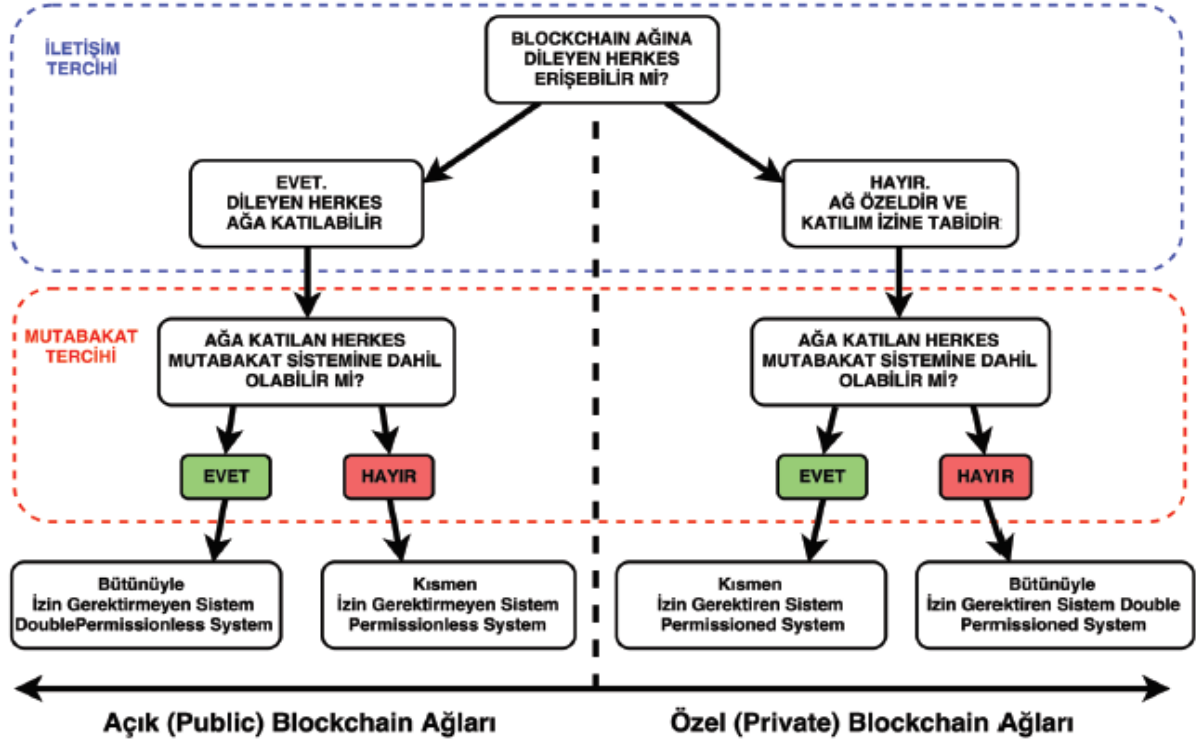 İLETİŞİM
TERCİHİ
BLOCKCHAIN AĞINA
DİLEYEN HERKES
ERİŞEBİLİR Mİ?
EVET.
DİLEYEN HERKES
AĞA KATILABİLİR
HAYIR.
AĞ ÖZELDİR VE
KATILIM İZİNE TABİDİR
MUTABAKAT
TERCİHİ
AĞA KATILAN HERKES
MUTABAKAT SİSTEMİNE DAHİL
OLABİLİR Mİ?
AĞA KATILAN HERKES
MUTABAKAT SİSTEMİNE DAHİL
OLABİLİR Mİ?
EVET
HAYIR
EVET
HAYIR
Bütünüyle
İzin Gerektirmeyen Sistem
DoublePermissionless System
Kısmen
İzin Gerektirmeyen Sistem
Permissionless System
Kısmen
İzin Gerektiren Sistem
Permissioned System
Bütünüyle
İzin Gerektiren Sistem Double
Permissioned System
Açık (Public) Blockchain Ağları
Özel (Private) Blockchain Ağları